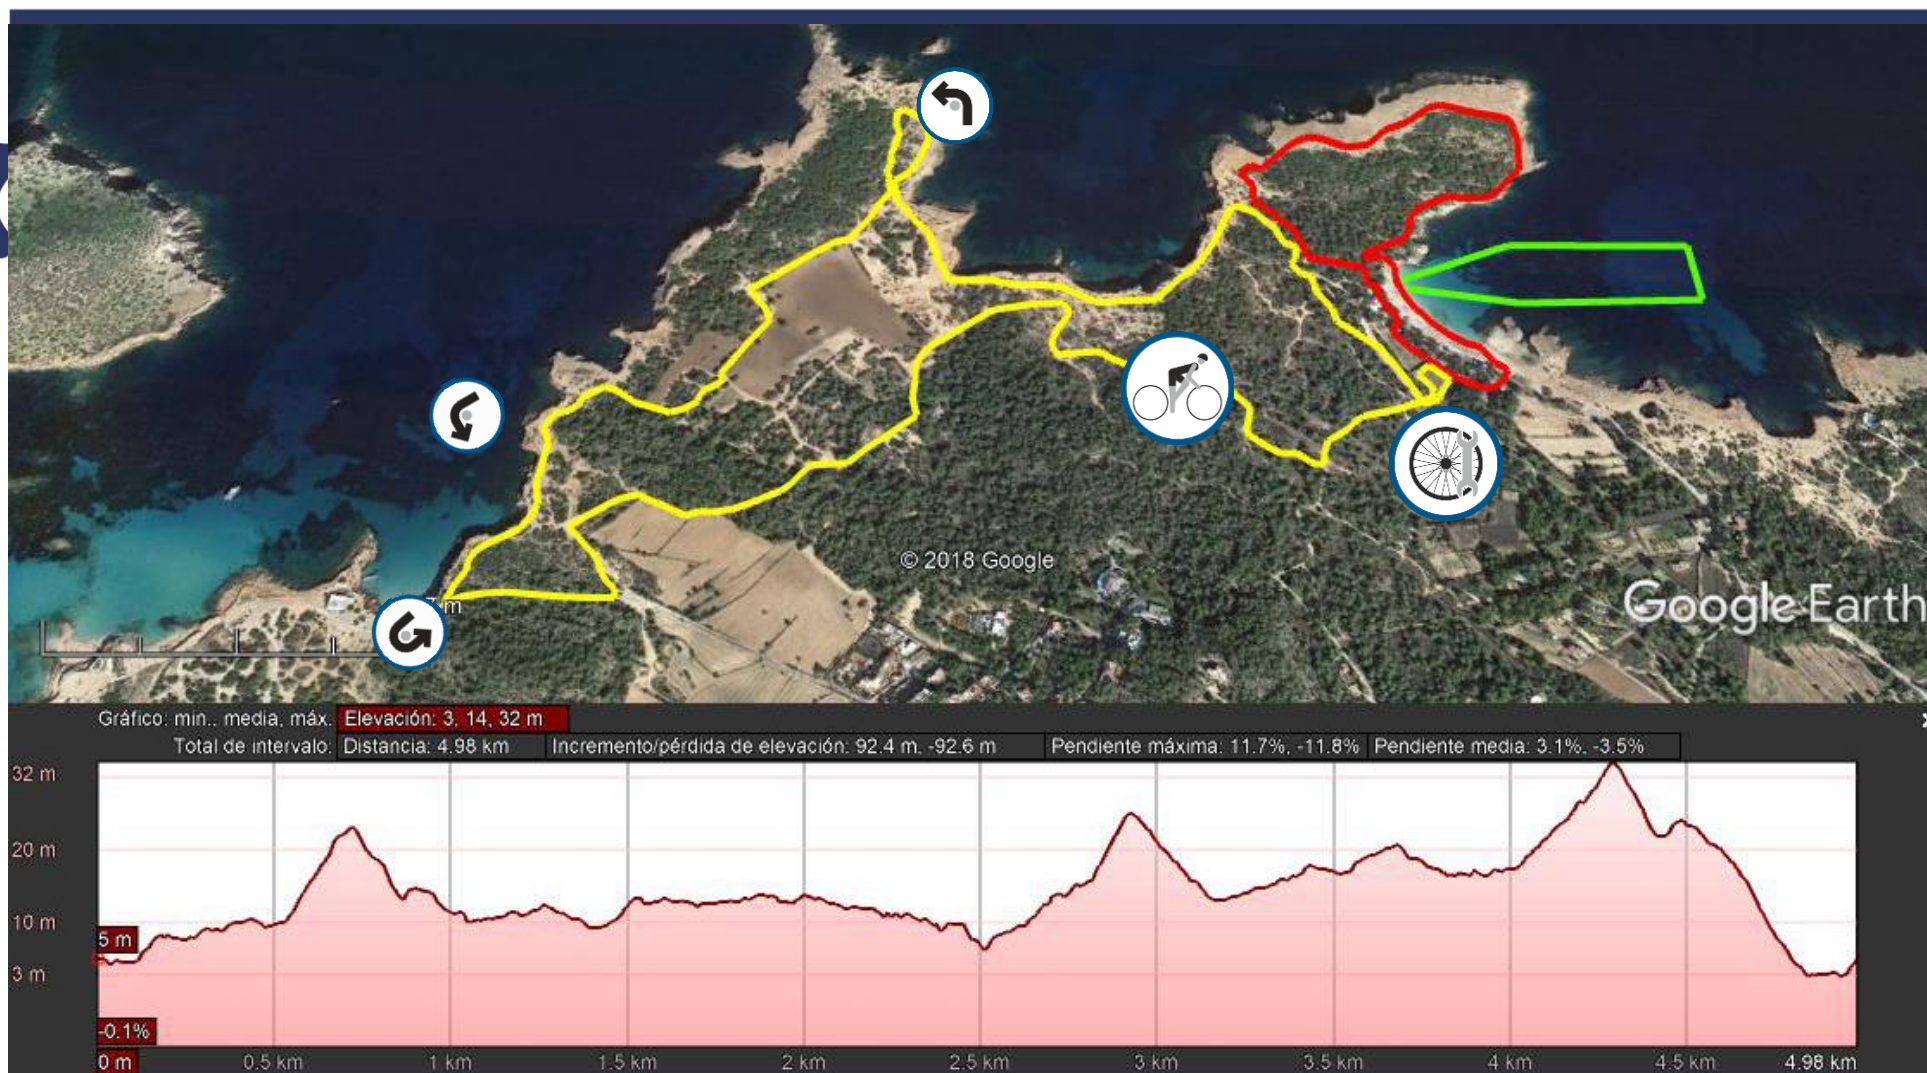 7 m
© 2018 Google
Google Earth
Gráfico: min., media, máx. Elevación: 3, 14, 32 m
Total de intervalo: Distancia: 4.98 km Incremento/pérdida de elevación: 92.4 m, -92.6 m Pendiente máxima: 11.7%, -11.8% Pendiente media: 3.1%, -3.5%
32 m
20 m
10 m
5 m
3 m
-0.1%
0 m 0.5 km 1 km 1.5 km 2 km 2.5 km 3 km 3.5 km 4 km 4.5 km 4.98 km